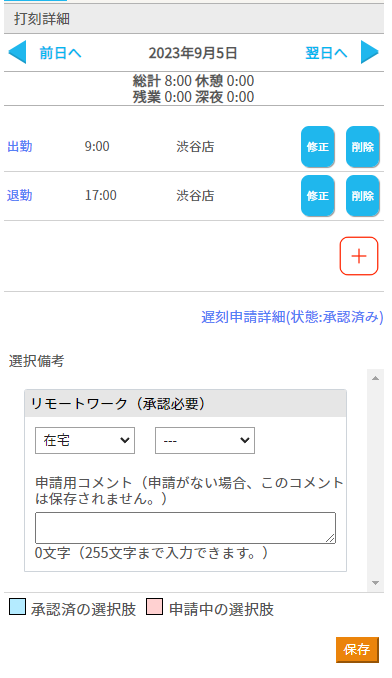 打刻詳細
前日へ 2023年9月5日 翌日へ
総計 8:00 休憩 0:00
残業 0:00 深夜 0:00
出勤 9:00 渋谷店 修正 削除
退勤 17:00 渋谷店 修正 削除
遅刻申請詳細(状態:承認済み)
選択備考
リモートワーク（承認必要）
在宅 ---
申請用コメント（申請がない場合、このコメント
は保存されません。）
0文字（255文字まで入力できます。）
承認済の選択肢 申請中の選択肢
保存